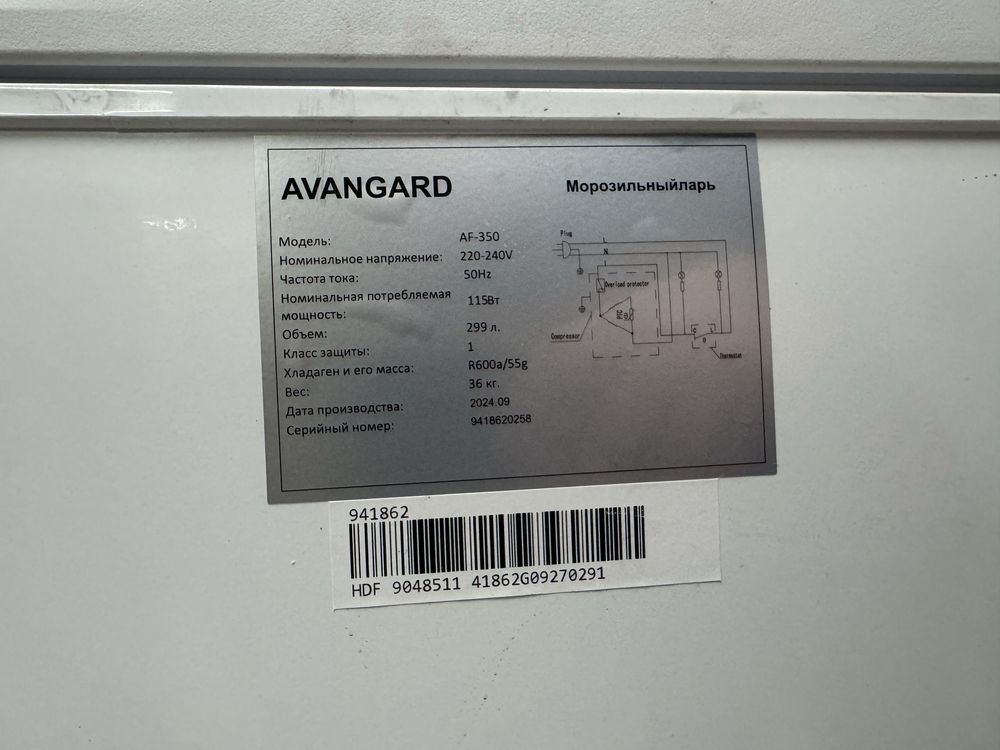 AVANGARD
Морозильныйларь
Модель: AF-350
Номинальное напряжение: 220-240V
Частота тока: 50Hz
Номинальная потребляемая
мощность: 115Вт
Объем: 299 л.
Класс защиты: 1
Хладаген и его масса: R600a/55g
Вес: 36 кг.
Дата производства: 2024.09
Серийный номер: 9418620258
Plug
L
N
Overload protector
Compressor
C L
Thermostat
941862
HDF 9048511 41862G09270291